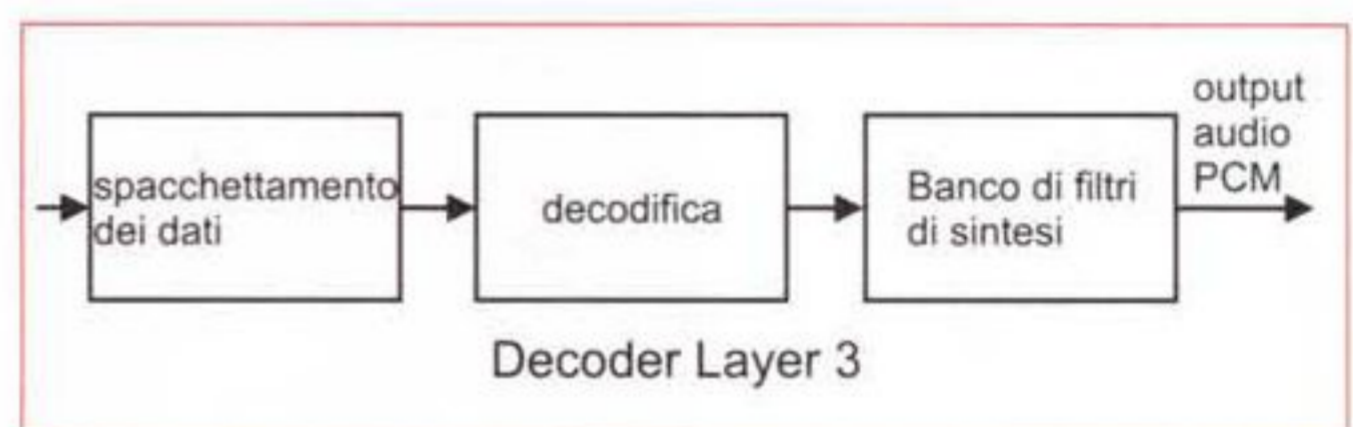 spacchettamento
dei dati
decodifica
Banco di filtri
di sintesi
output
audio
PCM
Decoder Layer 3